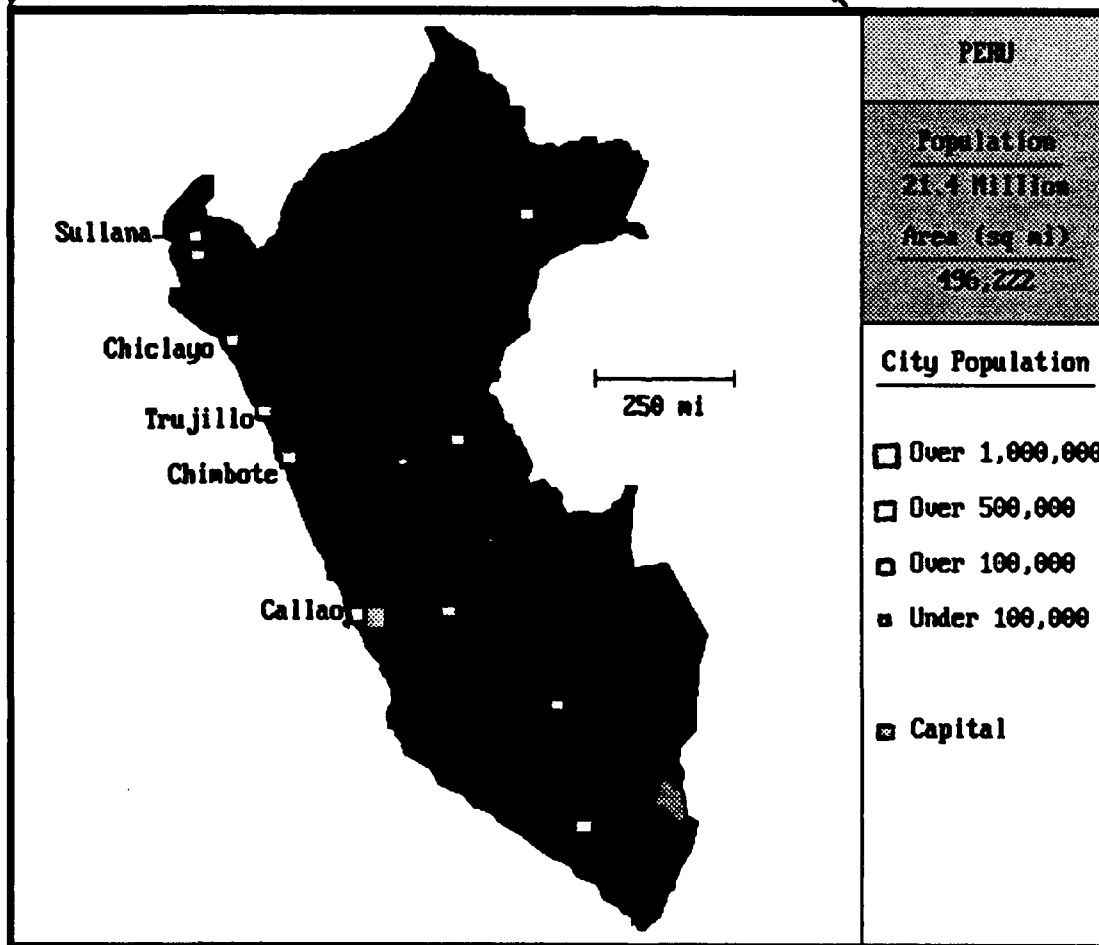 PERU
Population
21.4 Million
Area (sq mi)
496,222
Sullana
Chiclayo
Trujillo
Chimbote
Callao
250 mi
City Population
Over 1,000,000
Over 500,000
Over 100,000
Under 100,000
Capital